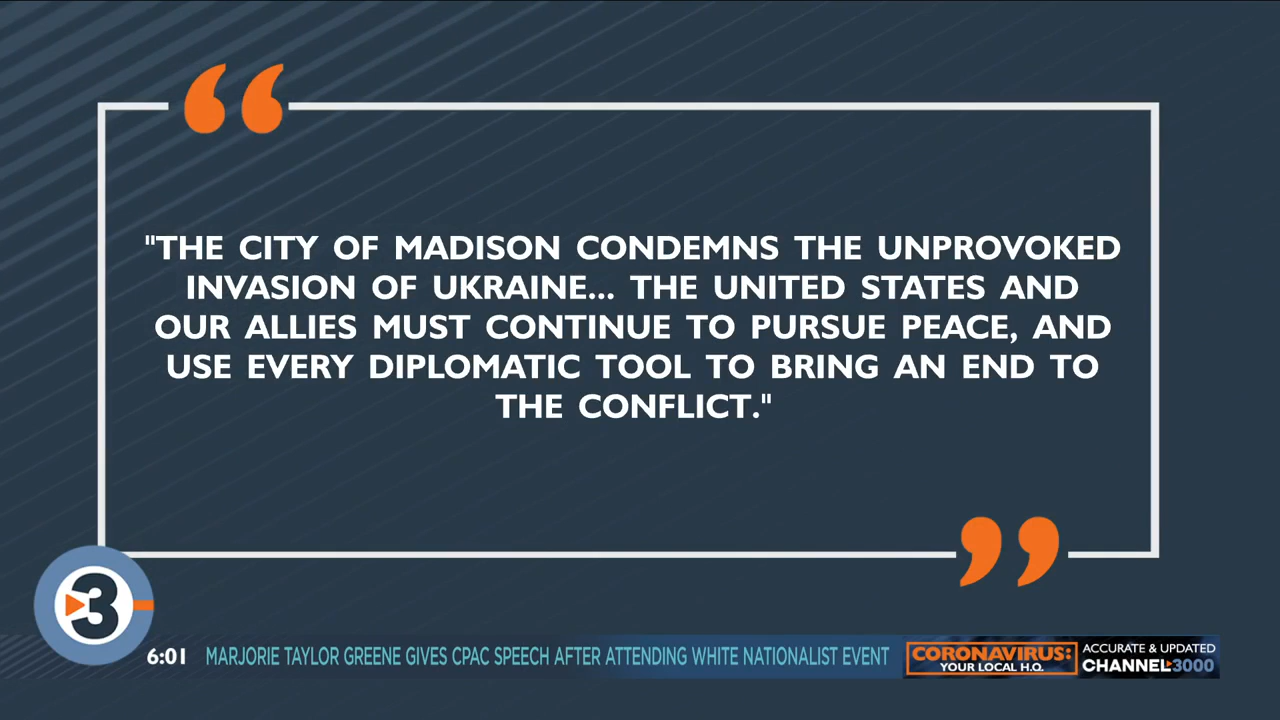 "THE CITY OF MADISON CONDEMNS THE UNPROVOKED
INVASION OF UKRAINE... THE UNITED STATES AND
OUR ALLIES MUST CONTINUE TO PURSUE PEACE, AND
USE EVERY DIPLOMATIC TOOL TO BRING AN END TO
THE CONFLICT."
3
6:01
MARJORIE TAYLOR GREENE GIVES CPAC SPEECH AFTER ATTENDING WHITE NATIONALIST EVENT
CORONAVIRUS:
YOUR LOCAL H.Q.
ACCURATE & UPDATED
CHANNEL3000